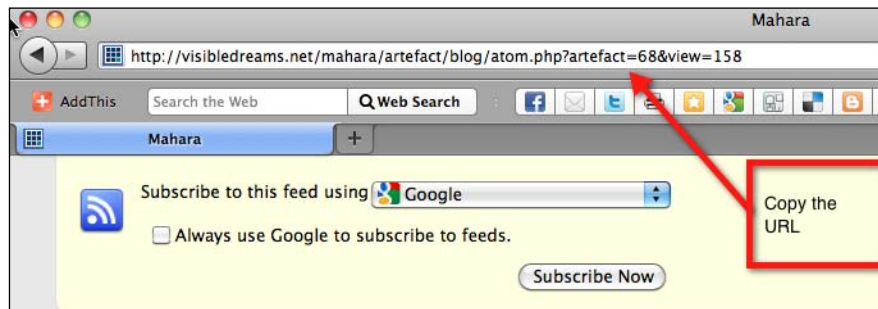 Mahara
http://visibledreams.net/mahara/artefact/blog/atom.php?artefact=68&view=158
AddThis Search the Web Web Search
Mahara +
Subscribe to this feed using Google
Always use Google to subscribe to feeds.
Subscribe Now
Copy the
URL